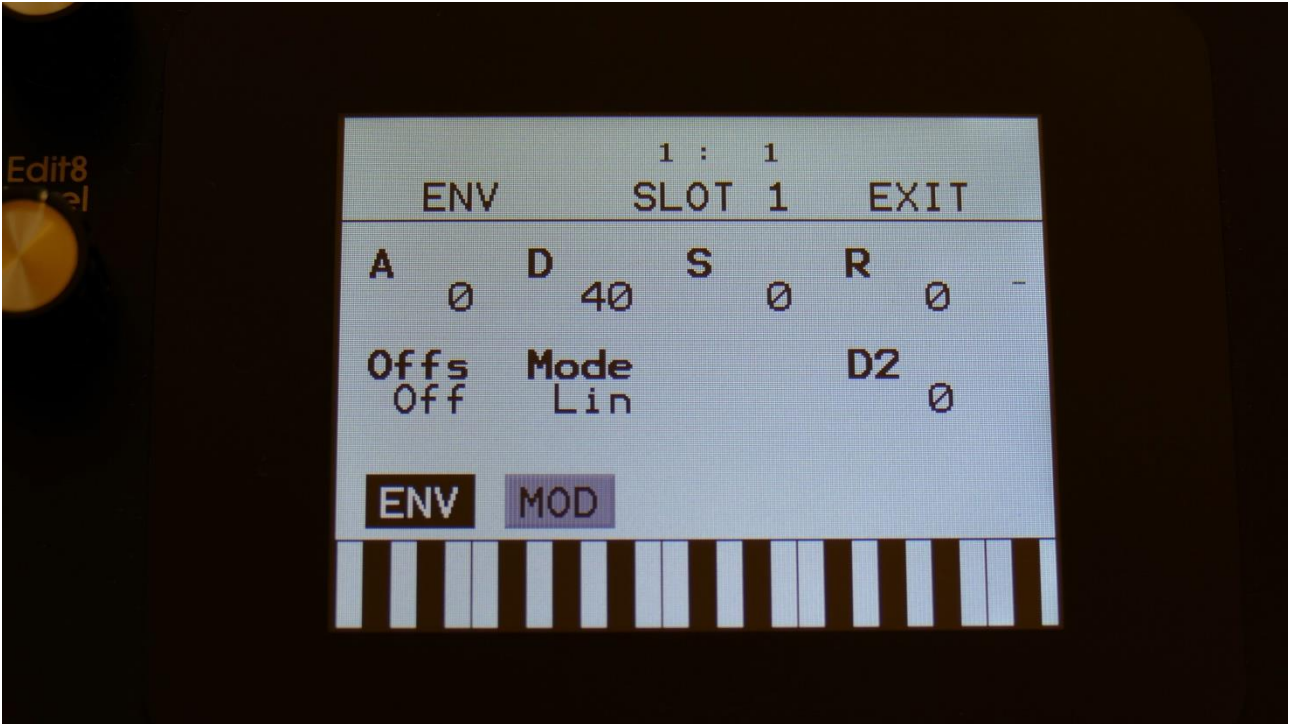 Edit8
1 : 1
ENV SLOT 1 EXIT
A D S R
0 40 0 0
Offs Mode D2
Off Lin 0
ENV MOD